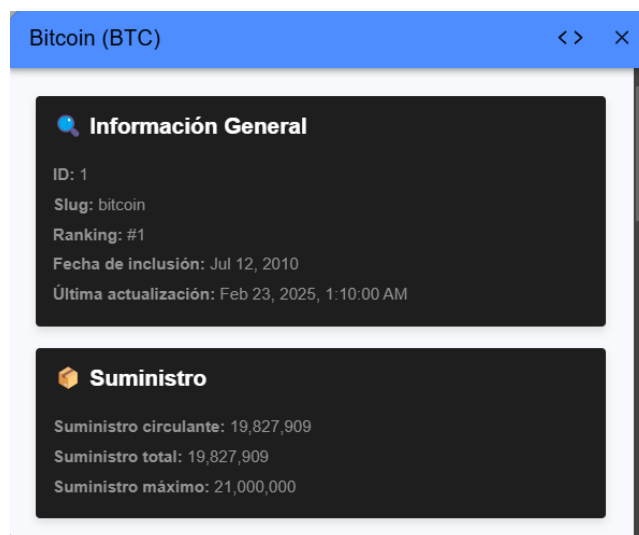 Bitcoin (BTC)
Información General
ID: 1
Slug: bitcoin
Ranking: #1
Fecha de inclusión: Jul 12, 2010
Última actualización: Feb 23, 2025, 1:10:00 AM
Suministro
Suministro circulante: 19,827,909
Suministro total: 19,827,909
Suministro máximo: 21,000,000